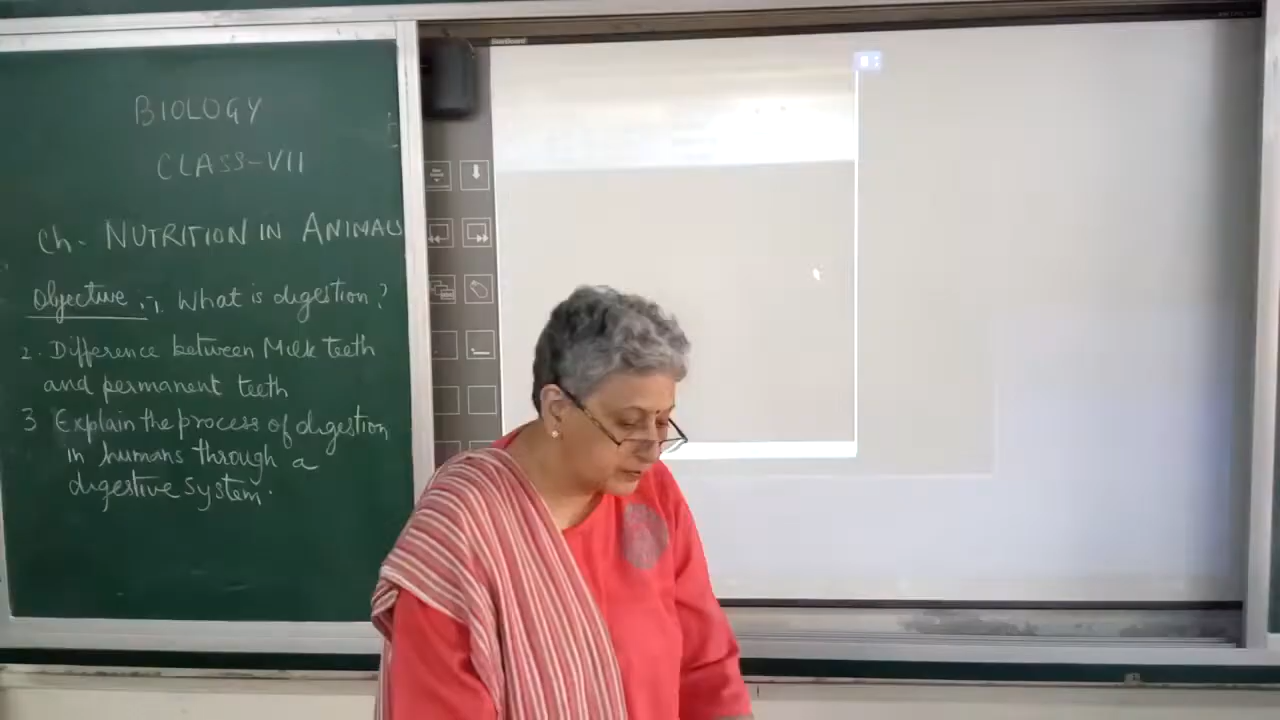 BIOLOGY
CLASS-VII
Ch. NUTRITION IN ANIMALS
Objective :-1. What is digestion?
2. Difference between Milk teeth
and permanent teeth
3 Explain the process of digestion
in humans through a
digestive system.